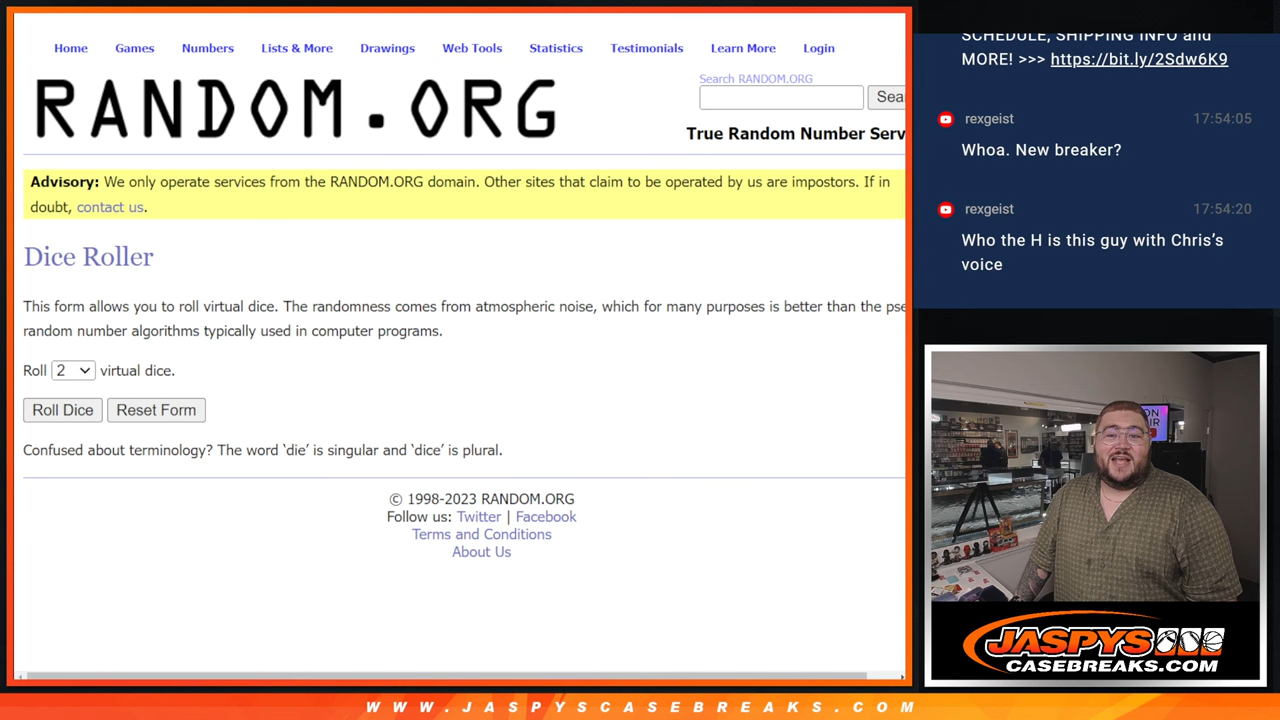 Home Games Numbers Lists & More Drawings Web Tools Statistics Testimonials Learn More Login
RANDOM.ORG
Search RANDOM.ORG
True Random Number Serv
Advisory: We only operate services from the RANDOM.ORG domain. Other sites that claim to be operated by us are impostors. If in
doubt, contact us.
Dice Roller
This form allows you to roll virtual dice. The randomness comes from atmospheric noise, which for many purposes is better than the pse
random number algorithms typically used in computer programs.
Roll 2 virtual dice.
Roll Dice Reset Form
Confused about terminology? The word ‘die’ is singular and ‘dice’ is plural.
© 1998-2023 RANDOM.ORG
Follow us: Twitter | Facebook
Terms and Conditions
About Us
SCHEDULE, SHIPPING INFO and
MORE! >>> https://bit.ly/2Sdw6K9
rexgeist 17:54:05
Whoa. New breaker?
rexgeist 17:54:20
Who the H is this guy with Chris’s
voice
ON
AIR
JASPYS
CASEBREAKS.COM
WWW.JASPYSCASEBREAKS.COM